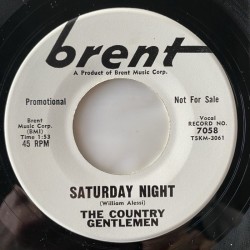 brent
A Product of Brent Music Corp.
Promotional
Not For Sale
Brent
Music Corp.
(BMI)
Time 1:53
45 RPM
Vocal
RECORD NO.
7058
T5KM-3061
SATURDAY NIGHT
(William Alessi)
THE COUNTRY
GENTLEMEN